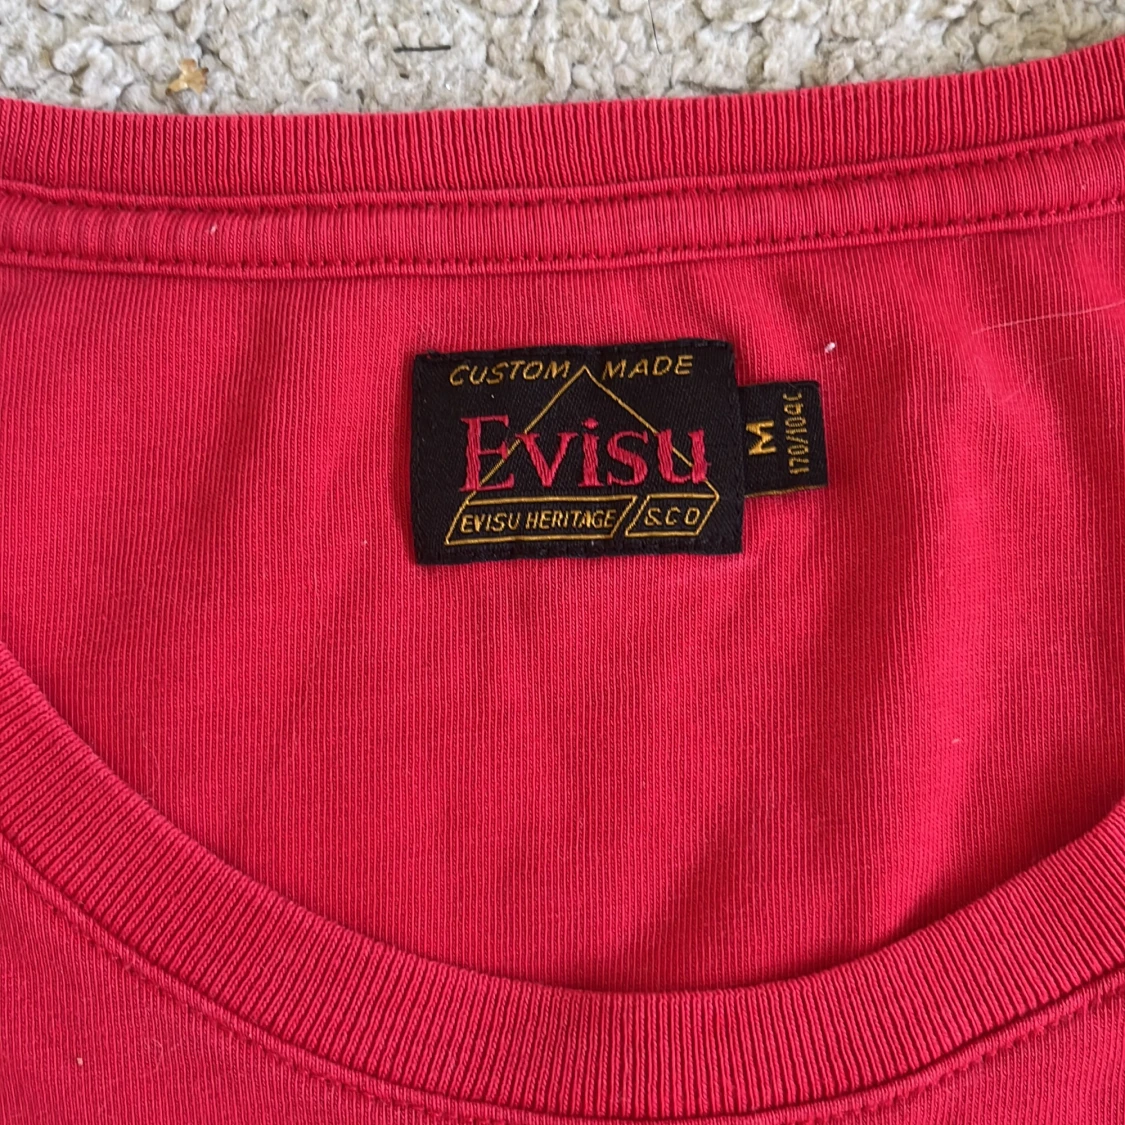 CUSTOM MADE
Evisu
EVISU HERITAGE & CO
M
170/104C